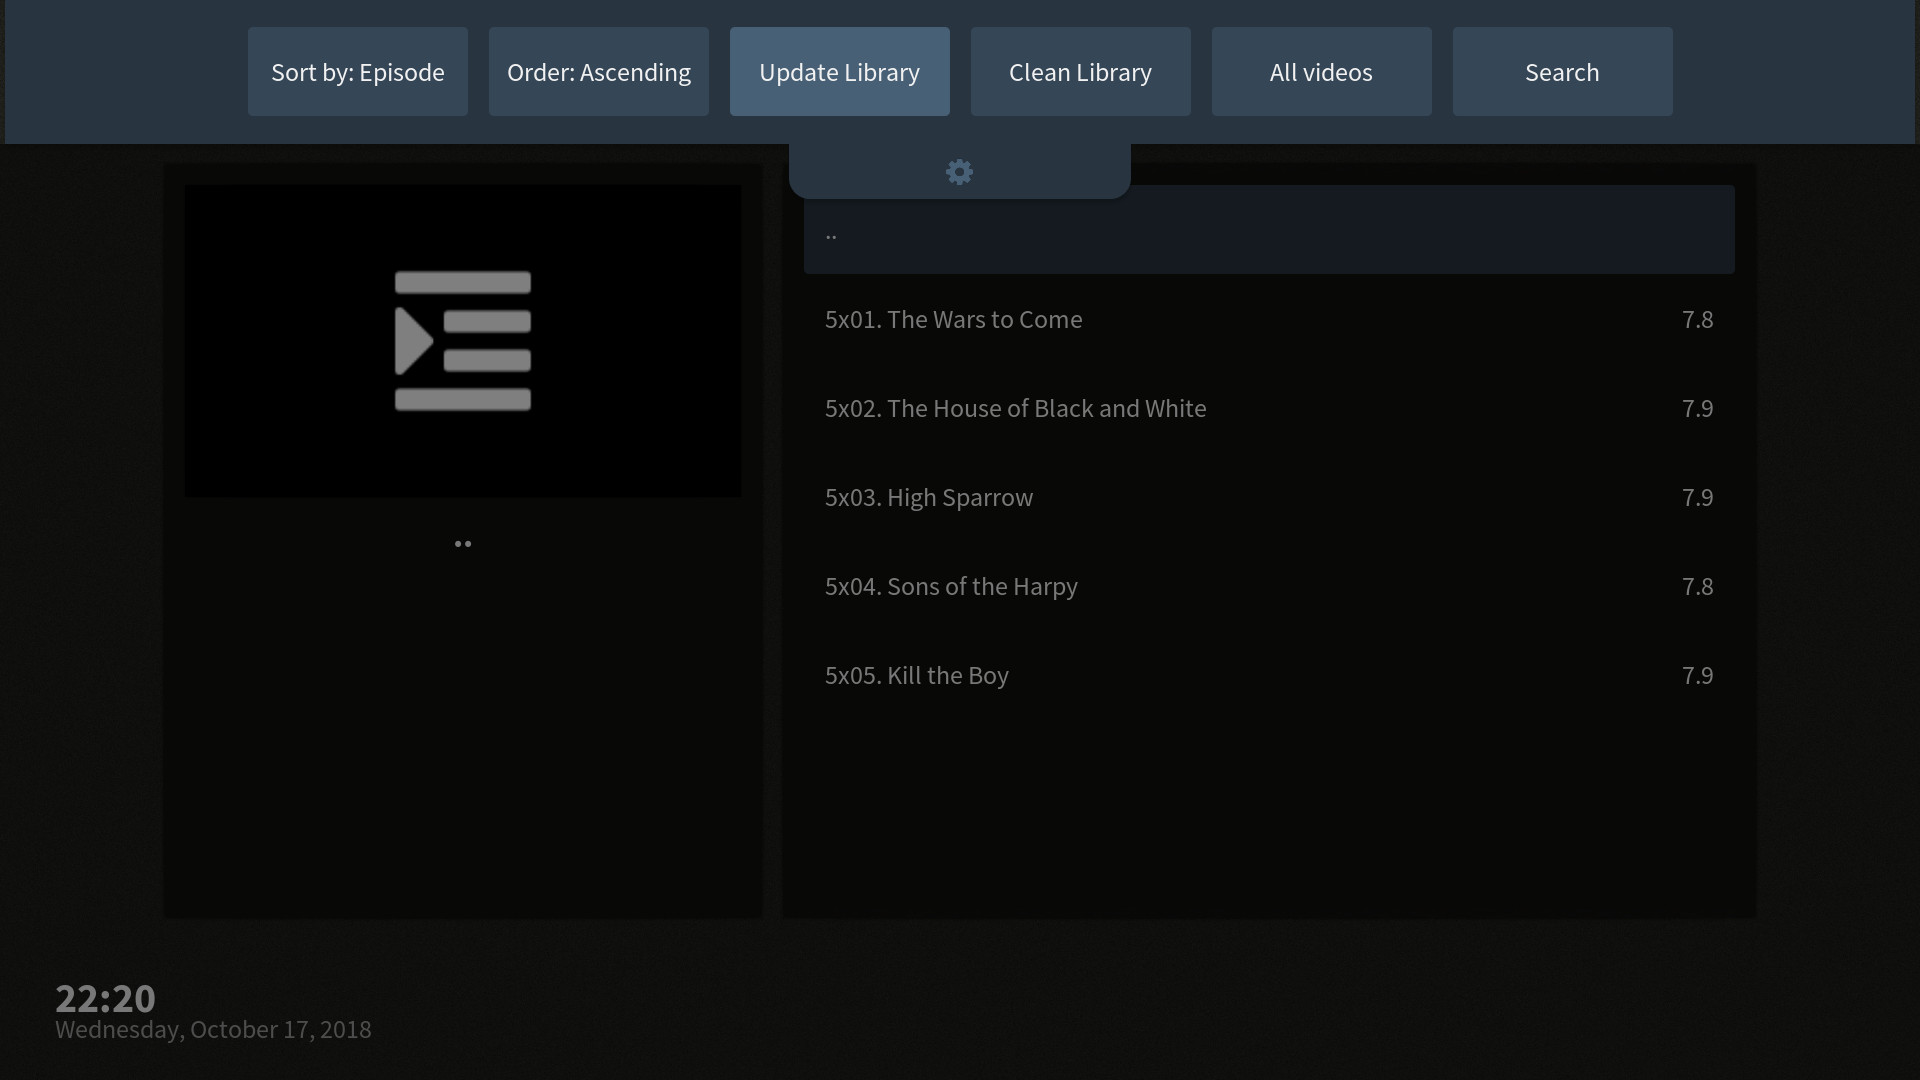 Sort by: Episode
Order: Ascending
Update Library
Clean Library
All videos
Search
..
..
5x01. The Wars to Come 7.8
5x02. The House of Black and White 7.9
5x03. High Sparrow 7.9
5x04. Sons of the Harpy 7.8
5x05. Kill the Boy 7.9
22:20
Wednesday, October 17, 2018